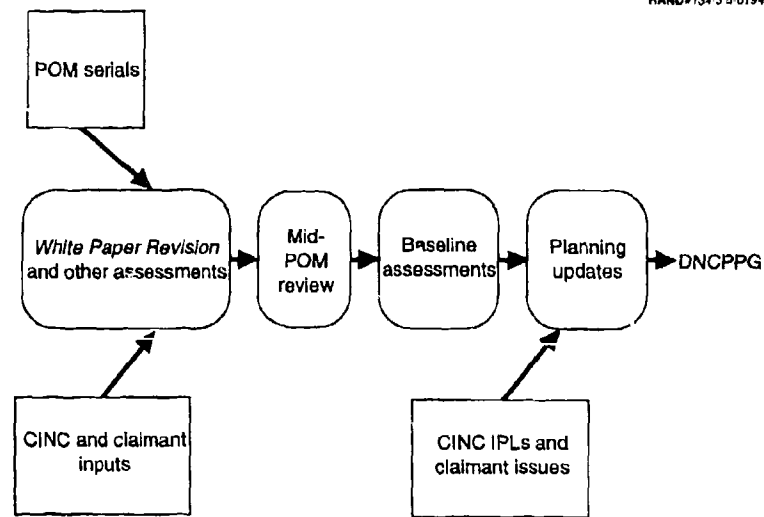 POM serials
White Paper Revision
and other assessments
Mid-
POM
review
Baseline
assessments
Planning
updates
DNCPPG
CINC and claimant
inputs
CINC IPLs and
claimant issues